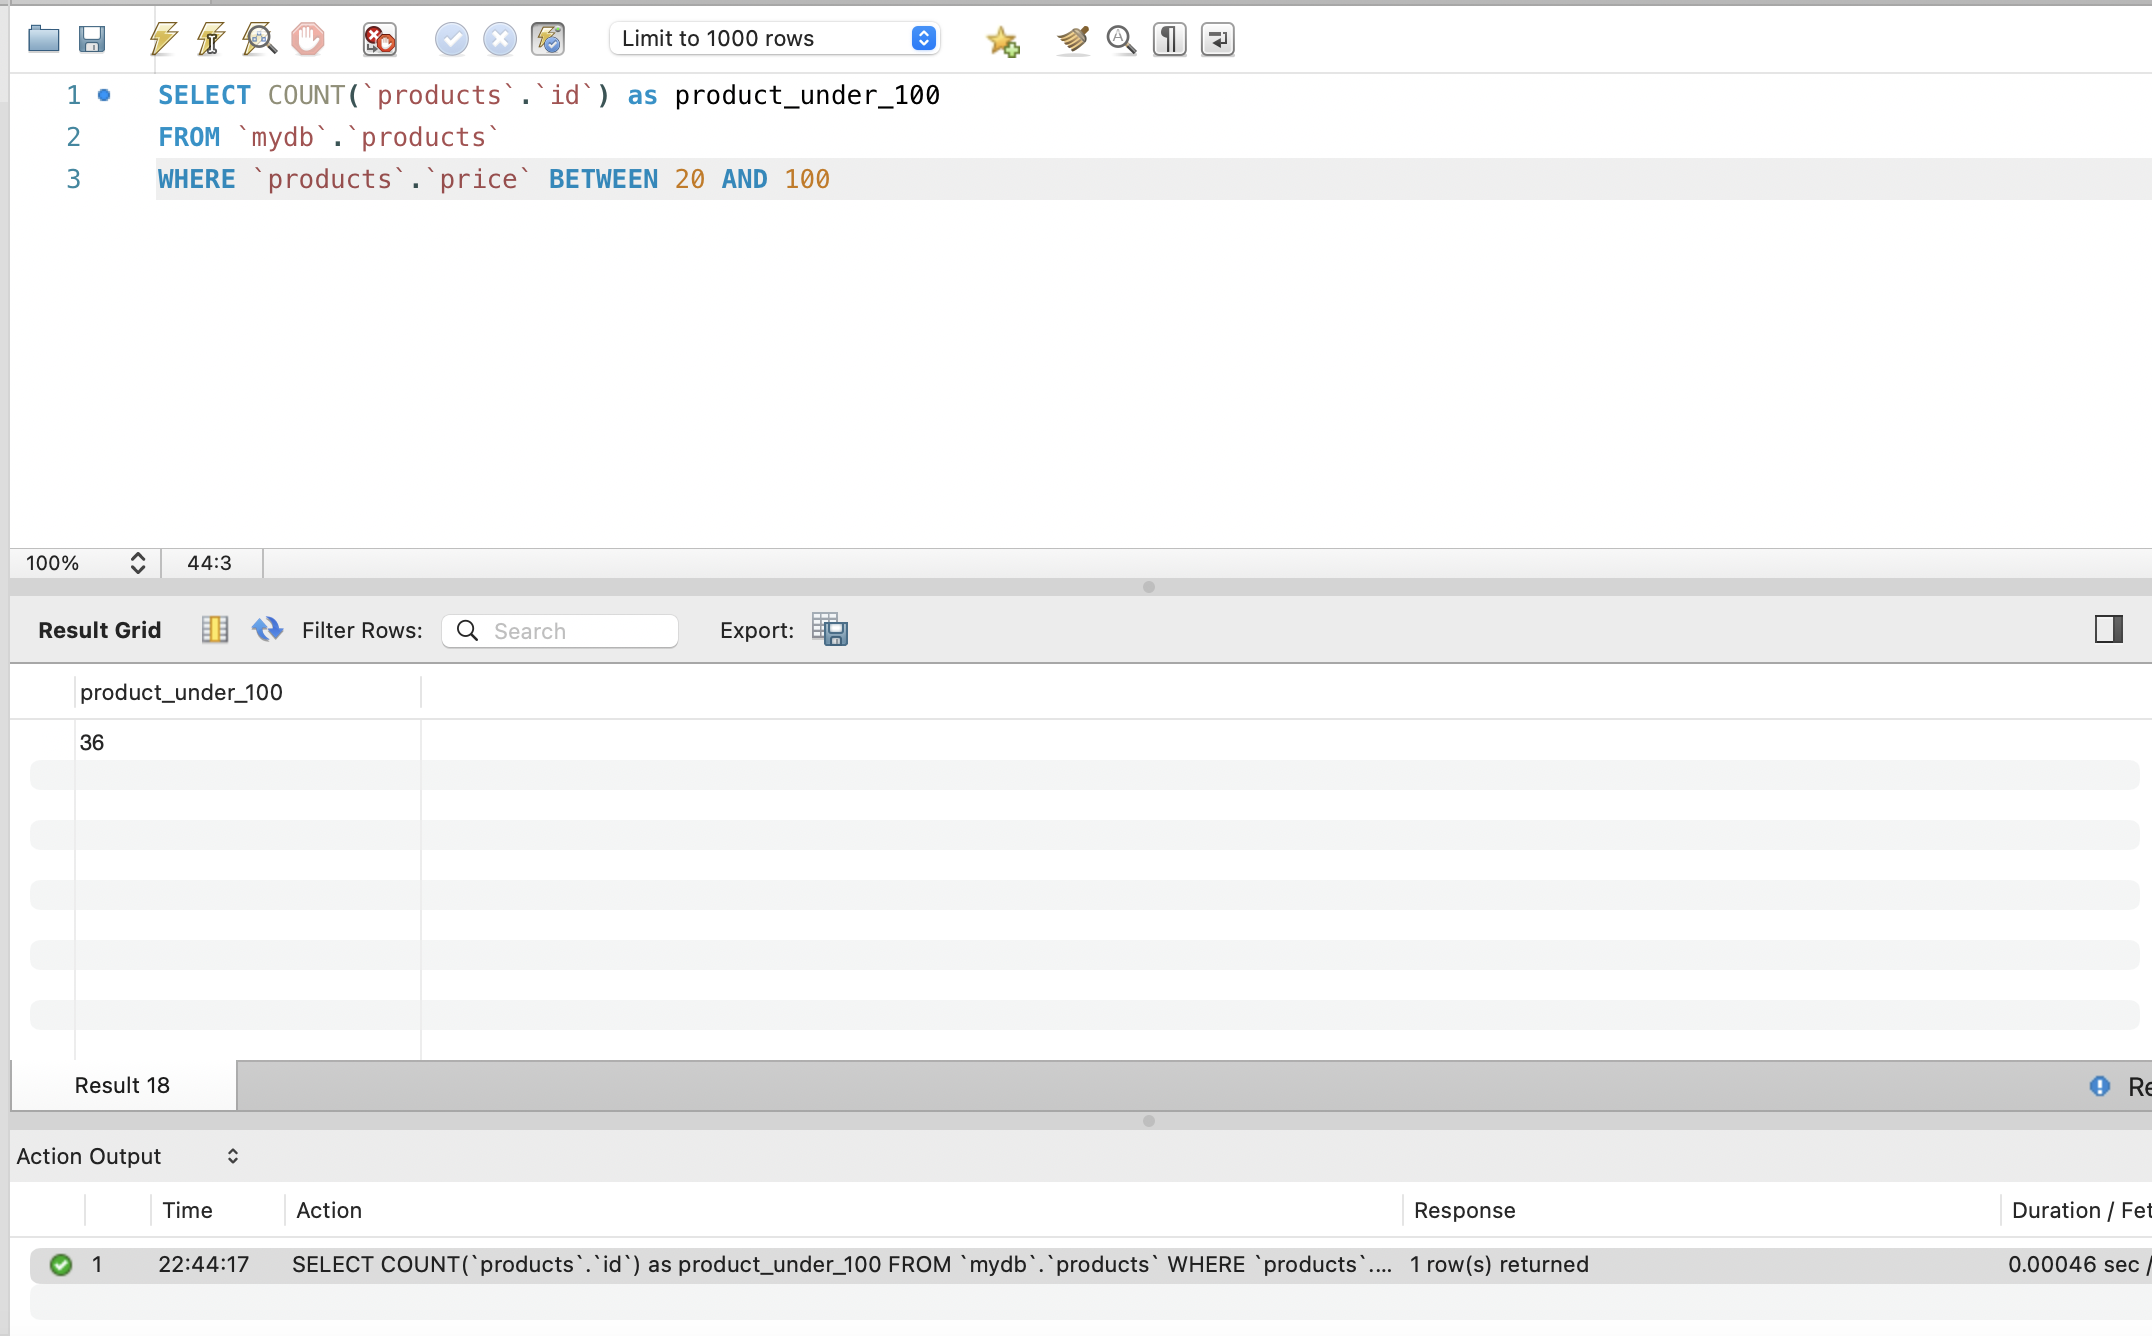 Limit to 1000 rows
1 SELECT COUNT(`products`.`id`) as product_under_100
2 FROM `mydb`.`products`
3 WHERE `products`.`price` BETWEEN 20 AND 100
100% 44:3
Result Grid Filter Rows: Search Export:
product_under_100
36
Result 18 Re
Action Output
Time Action Response Duration / Fet
1 22:44:17 SELECT COUNT(`products`.`id`) as product_under_100 FROM `mydb`.`products` WHERE `products`.... 1 row(s) returned 0.00046 sec /